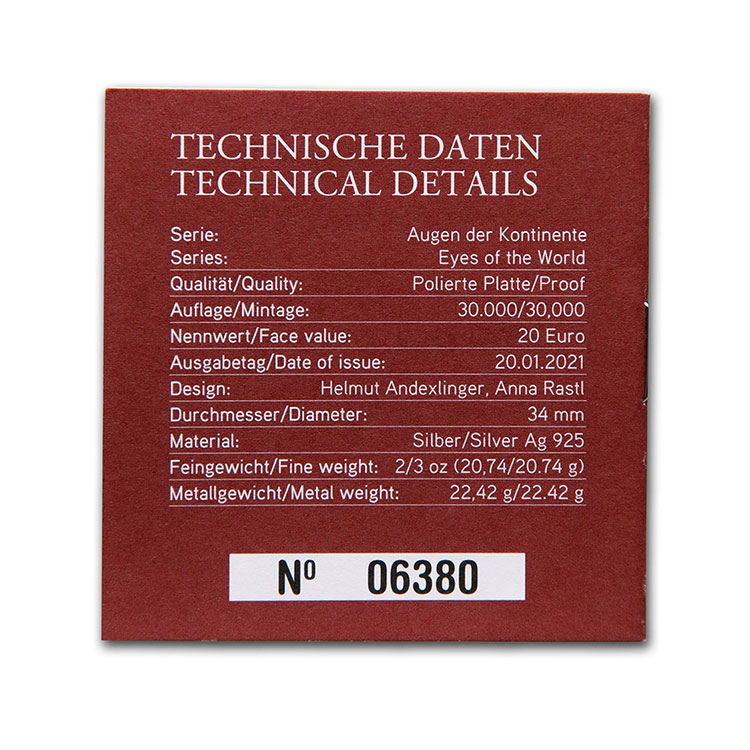 TECHNISCHE DATEN
TECHNICAL DETAILS
Serie: Augen der Kontinente
Series: Eyes of the World
Qualität/Quality: Polierte Platte/Proof
Auflage/Mintage: 30.000/30,000
Nennwert/Face value: 20 Euro
Ausgabetag/Date of issue: 20.01.2021
Design: Helmut Andexlinger, Anna Rastl
Durchmesser/Diameter: 34 mm
Material: Silber/Silver Ag 925
Feingewicht/Fine weight: 2/3 oz (20,74/20.74 g)
Metallgewicht/Metal weight: 22,42 g/22.42 g
Nº 06380